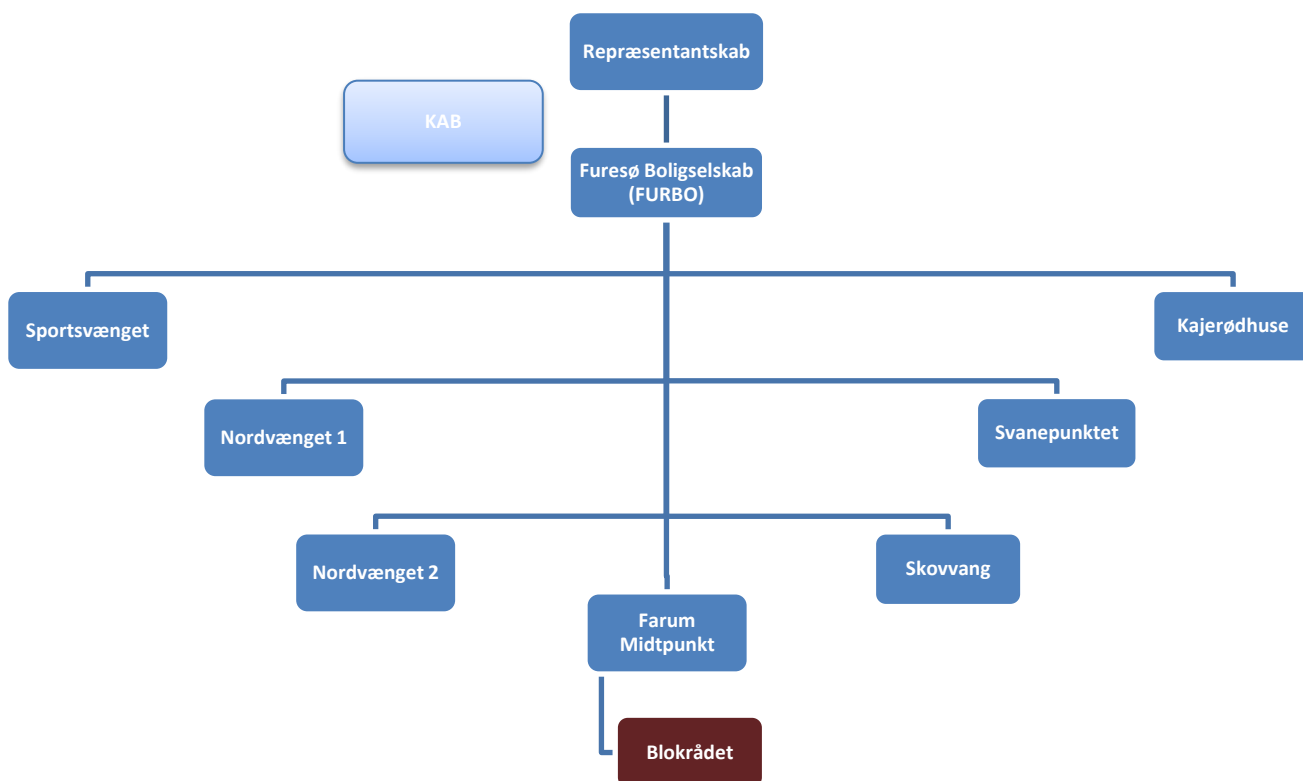 Repræsentantskab
KAB
Furesø Boligselskab
(FURBO)
Sportsvænget
Kajerødhuse
Nordvænget 1
Svanepunktet
Nordvænget 2
Skovvang
Farum
Midtpunkt
Blokrådet